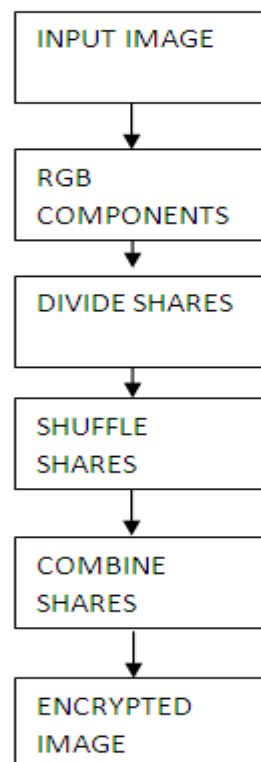 INPUT IMAGE
RGB
COMPONENTS
DIVIDE SHARES
SHUFFLE
SHARES
COMBINE
SHARES
ENCRYPTED
IMAGE